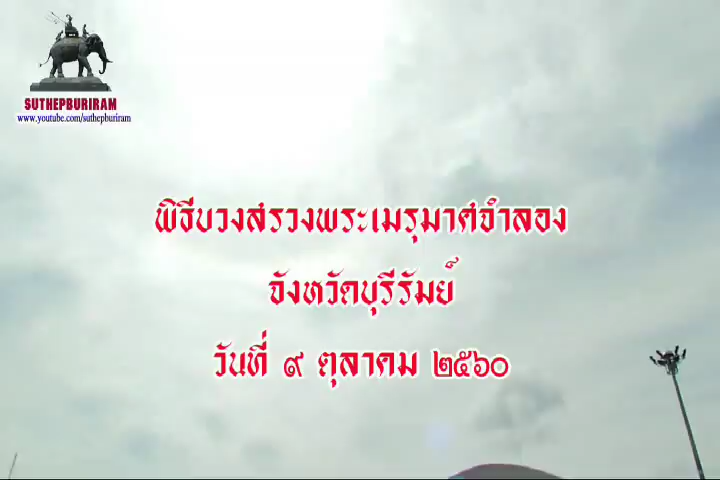 SUTHEPBURIRAM
www.youtube.com/suthepburiram
พิธีบวงสรวงพระเมรุมาศจำลอง
จังหวัดบุรีรัมย์
วันที่ ๙ ตุลาคม ๒๕๖๐